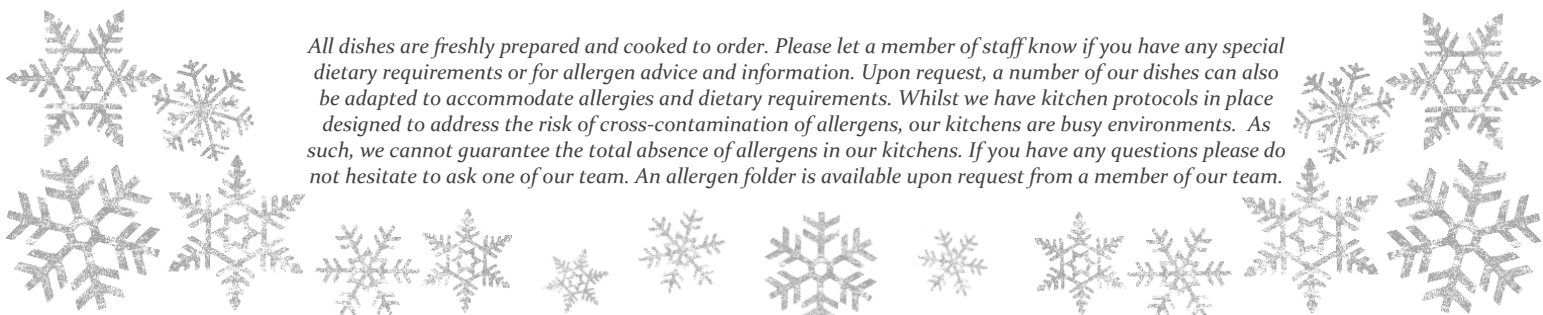 All dishes are freshly prepared and cooked to order. Please let a member of staff know if you have any special
dietary requirements or for allergen advice and information. Upon request, a number of our dishes can also
be adapted to accommodate allergies and dietary requirements. Whilst we have kitchen protocols in place
designed to address the risk of cross-contamination of allergens, our kitchens are busy environments.  As
such, we cannot guarantee the total absence of allergens in our kitchens. If you have any questions please do
not hesitate to ask one of our team. An allergen folder is available upon request from a member of our team.